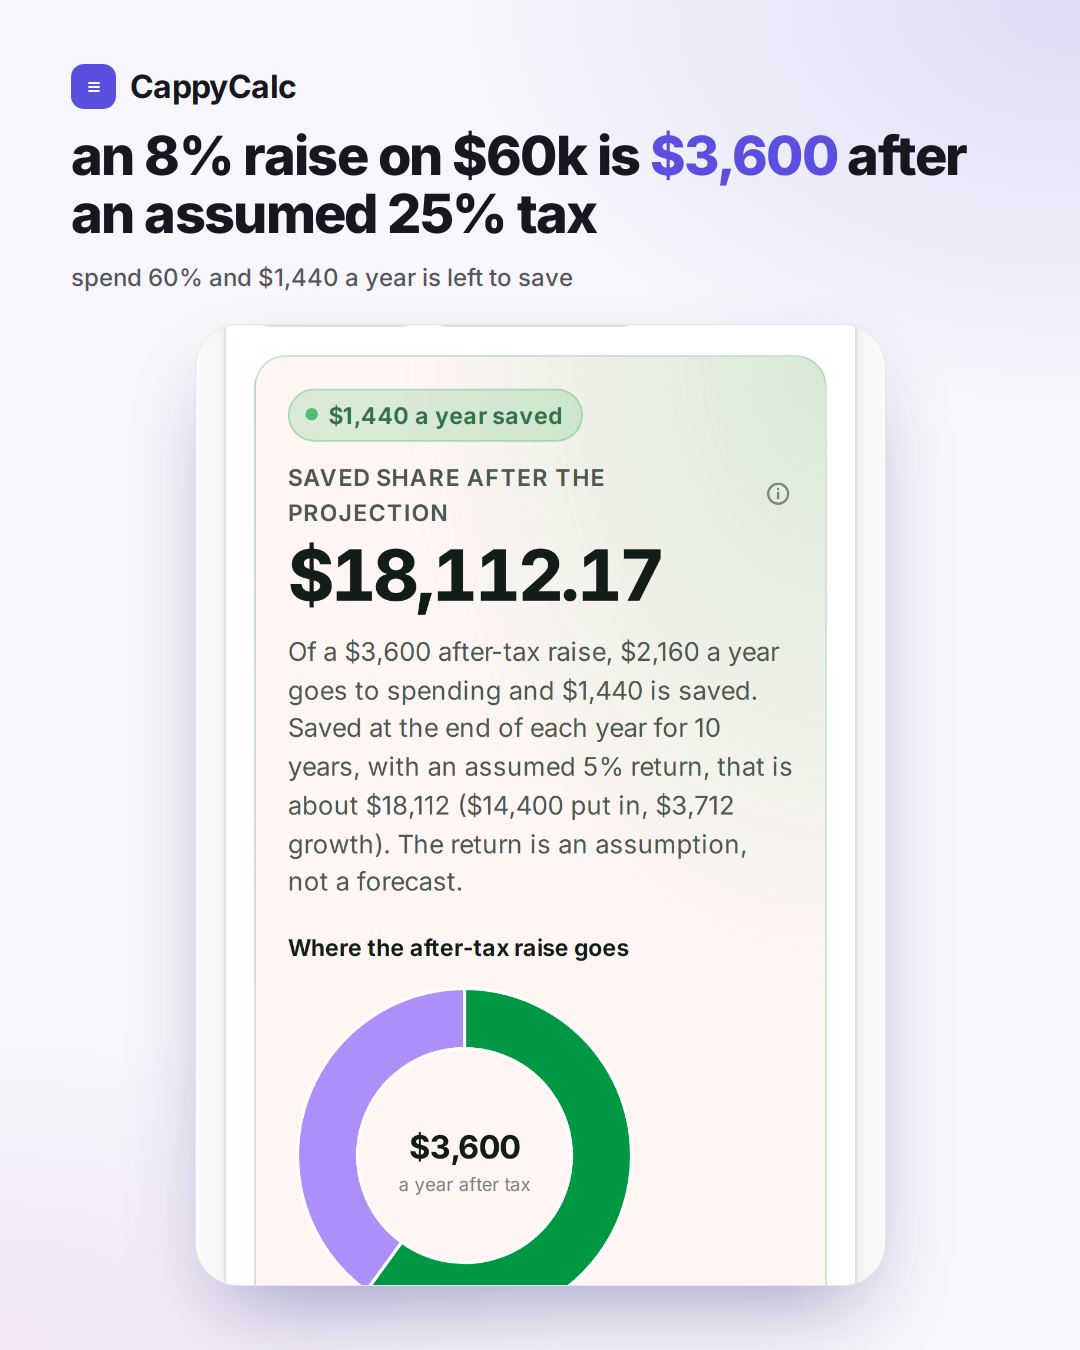 CappyCalc
an 8% raise on $60k is $3,600 after
an assumed 25% tax
spend 60% and $1,440 a year is left to save
$1,440 a year saved
SAVED SHARE AFTER THE
PROJECTION
$18,112.17
Of a $3,600 after-tax raise, $2,160 a year
goes to spending and $1,440 is saved.
Saved at the end of each year for 10
years, with an assumed 5% return, that is
about $18,112 ($14,400 put in, $3,712
growth). The return is an assumption,
not a forecast.
Where the after-tax raise goes
$3,600
a year after tax